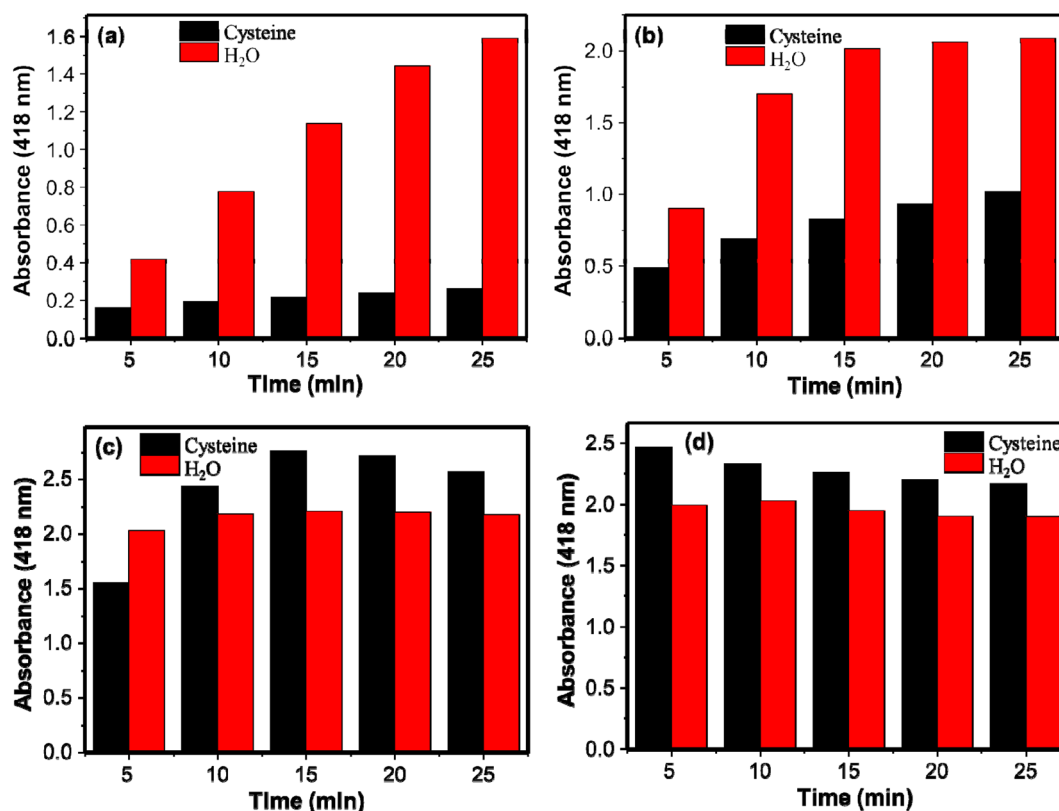 (a)
Cysteine
H₂O
Absorbance (418 nm)
1.6
1.4
1.2
1.0
0.8
0.6
0.4
0.2
0.0
5 10 15 20 25
Time (min)
(b)
Cysteine
H₂O
Absorbance (418 nm)
2.0
1.5
1.0
0.5
0.0
5 10 15 20 25
Time (min)
(c)
Cysteine
H₂O
Absorbance (418 nm)
2.5
2.0
1.5
1.0
0.5
0.0
5 10 15 20 25
Time (min)
(d)
Cysteine
H₂O
Absorbance (418 nm)
2.5
2.0
1.5
1.0
0.5
0.0
5 10 15 20 25
Time (min)